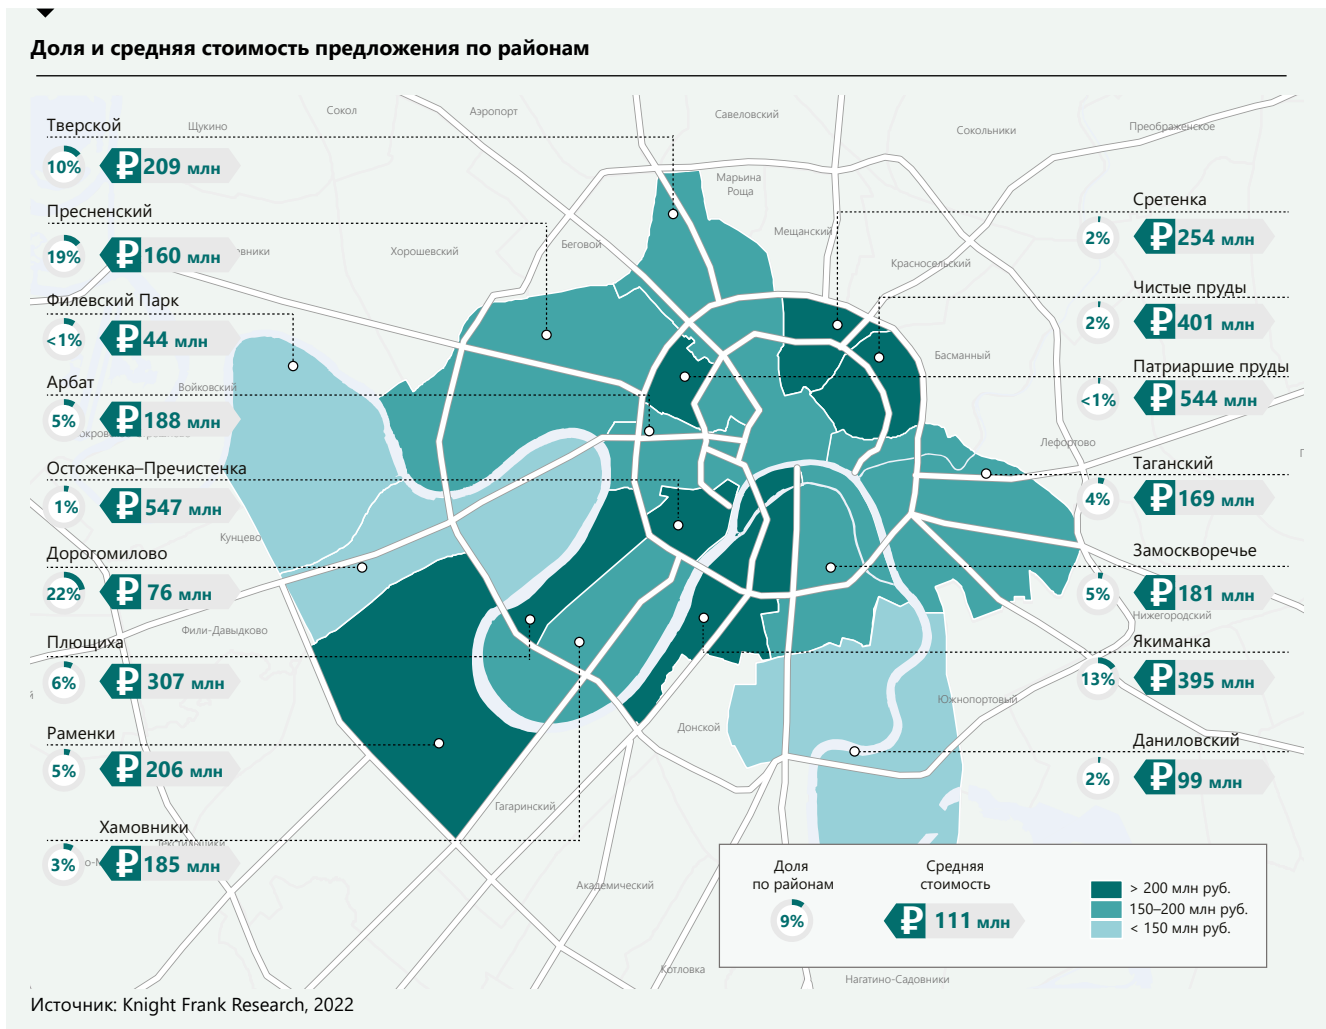 Доля и средняя стоимость предложения по районам
Тверской
10%
209 млн
Пресненский
19%
160 млн
Филёвский Парк
<1%
44 млн
Арбат
5%
188 млн
Остоженка–Пречистенка
1%
547 млн
Дорогомилово
22%
76 млн
Плющиха
6%
307 млн
Раменки
5%
206 млн
Хамовники
3%
185 млн
Сретенка
2%
254 млн
Чистые пруды
2%
401 млн
Патриаршие пруды
<1%
544 млн
Таганский
4%
169 млн
Замоскворечье
5%
181 млн
Якиманка
13%
395 млн
Даниловский
2%
99 млн
Щукино
Сокол
Аэропорт
Савеловский
Сокольники
Преображенское
Марьина
Роща
Мещанский
Беговой
Хорошевский
Красносельский
Басманный
Войковский
Лефортово
Кунцево
Фили-Давыдково
Нижегородский
Южнопортовый
Донской
Гагаринский
Академический
Котловка
Нагатино-Садовники
Доля
по районам
9%
Средняя
стоимость
111 млн
> 200 млн руб.
150–200 млн руб.
< 150 млн руб.
Источник: Knight Frank Research, 2022